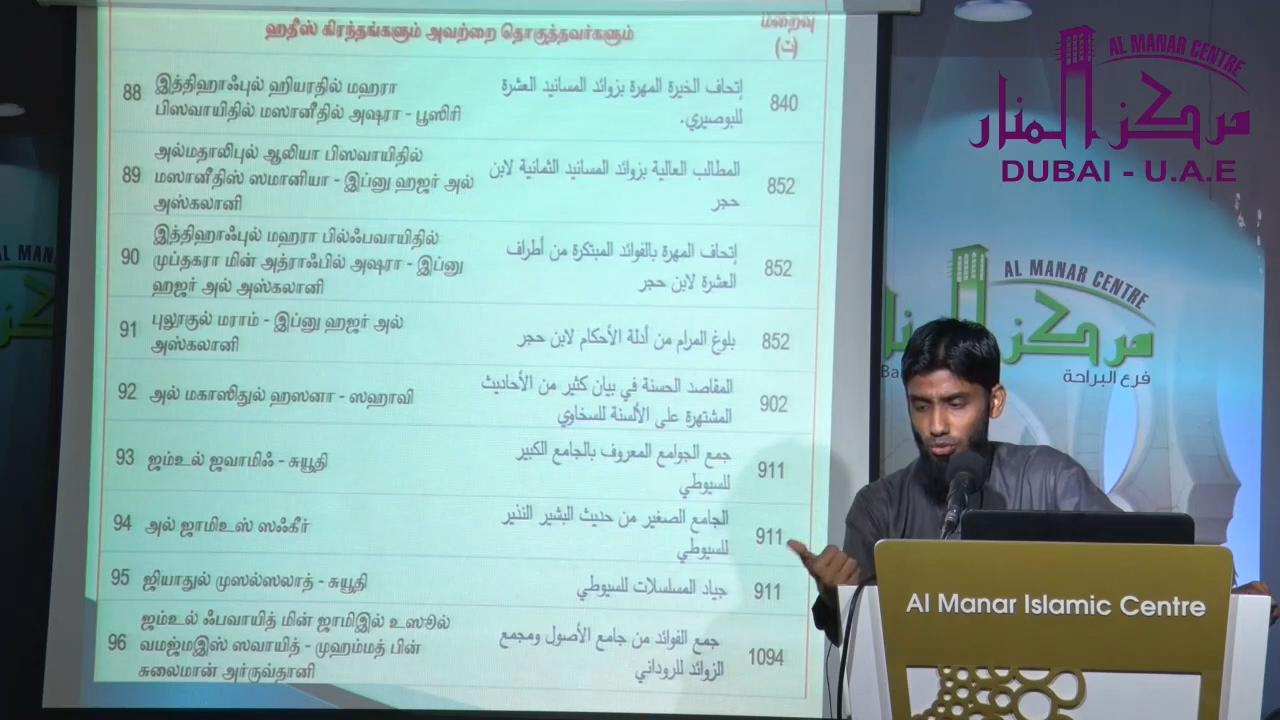 ஹதீஸ் கிரந்தங்களும் அவற்றை தொகுத்தவர்களும்
மறைவு
(ت)
88
இத்திஹாஃபுல் ஹியரதில் மஹரா
பிஸவாயிதில் மஸானீதில் அஷரா - பூஸிரி
إتحاف الخيرة المهرة بزوائد المسانيد العشرة
للبوصيري.
840
89
அல்மதாலிபுல் ஆலியா பிஸவாயிதில்
மஸானீதிஸ் ஸமானியா - இப்னு ஹஜர் அல்
அஸ்கலானி
المطالب العالية بزوائد المسانيد الثمانية لابن
حجر
852
90
இத்திஹாஃபுல் மஹரா பில்ஃபவாயிதில்
முப்தகரா மின் அத்ராஃபில் அஷரா - இப்னு
ஹஜர் அல் அஸ்கலானி
إتحاف المهرة بالفوائد المبتكرة من أطراف
العشرة لابن حجر
852
91
புலூகுல் மராம் - இப்னு ஹஜர் அல்
அஸ்கலானி
بلوغ المرام من أدلة الأحكام لابن حجر
852
92
அல் மகாஸிதுல் ஹஸனா - ஸஹாவி
المقاصد الحسنة في بيان كثير من الأحاديث
المشتهرة على الألسنة للسخاوي
902
93
ஜம்உல் ஜவாமிஃ - சுயூதி
جمع الجوامع المعروف بالجامع الكبير
للسيوطي
911
94
அல் ஜாமிஉஸ் ஸஃகீர்
الجامع الصغير من حديث البشير النذير
للسيوطي
911
95
ஜியாதுல் முஸல்ஸலாத் - சுயூதி
جياد المسلسلات للسيوطي
911
96
ஜம்உல் ஃபவாயித் மின் ஜாமிஇல் உஸூல்
வமஜ்மஇஸ் ஸவாயித் - முஹம்மத் பின்
சுலைமான் அர்ருவ்தானி
جمع الفوائد من جامع الأصول ومجمع
الزوائد للروداني
1094
AL MANAR CENTRE
مركز المنار
DUBAI - U.A.E
AL MANAR CENTRE
مركز المنار
فرع البراحة
Ba
AL MAN
Al Manar Islamic Centre